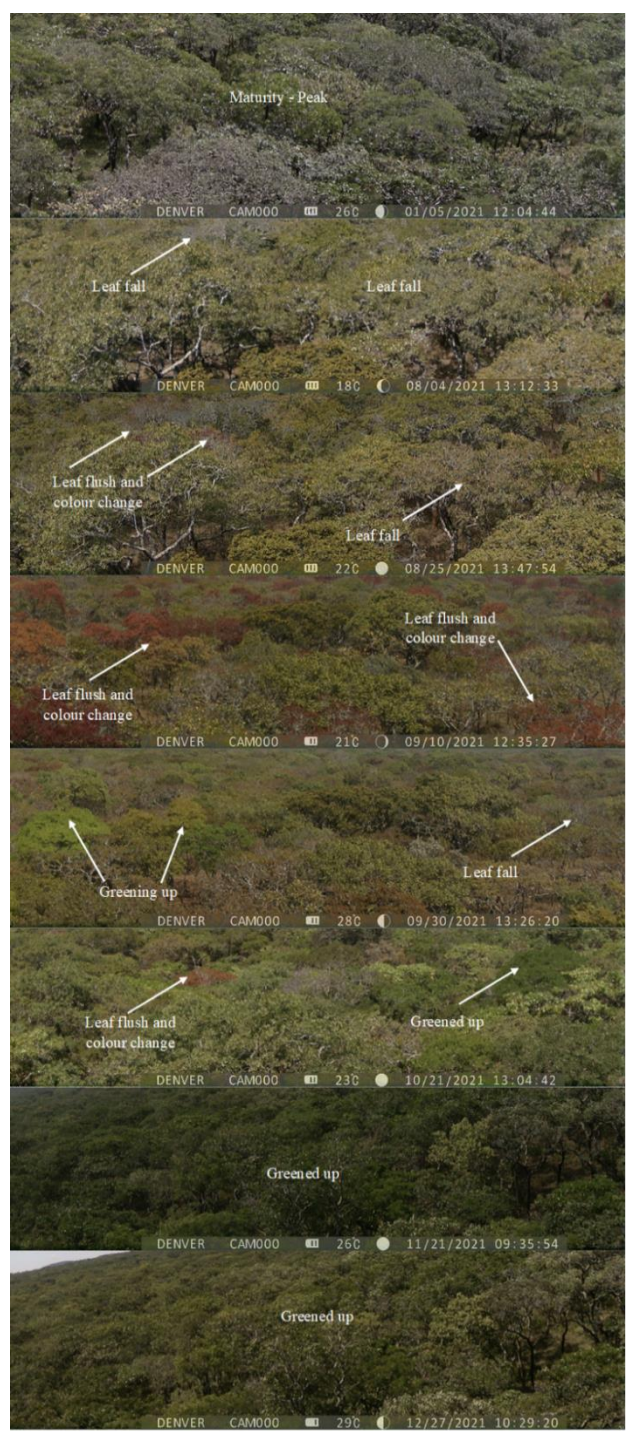 Maturity - Peak
DENVER CAM000 26C 01/05/2021 12:04:44
Leaf fall
Leaf fall
DENVER CAM000 18C 08/04/2021 13:12:33
Leaf flush and
colour change
Leaf fall
DENVER CAM000 22C 08/25/2021 13:47:54
Leaf flush and
colour change
Leaf flush and
colour change
DENVER CAM000 21C 09/10/2021 12:35:27
Greening up
Leaf fall
DENVER CAM000 28C 09/30/2021 13:26:20
Leaf flush and
colour change
Greened up
DENVER CAM000 23C 10/21/2021 13:04:42
Greened up
DENVER CAM000 26C 11/21/2021 09:35:54
Greened up
DENVER CAM000 29C 12/27/2021 10:29:20